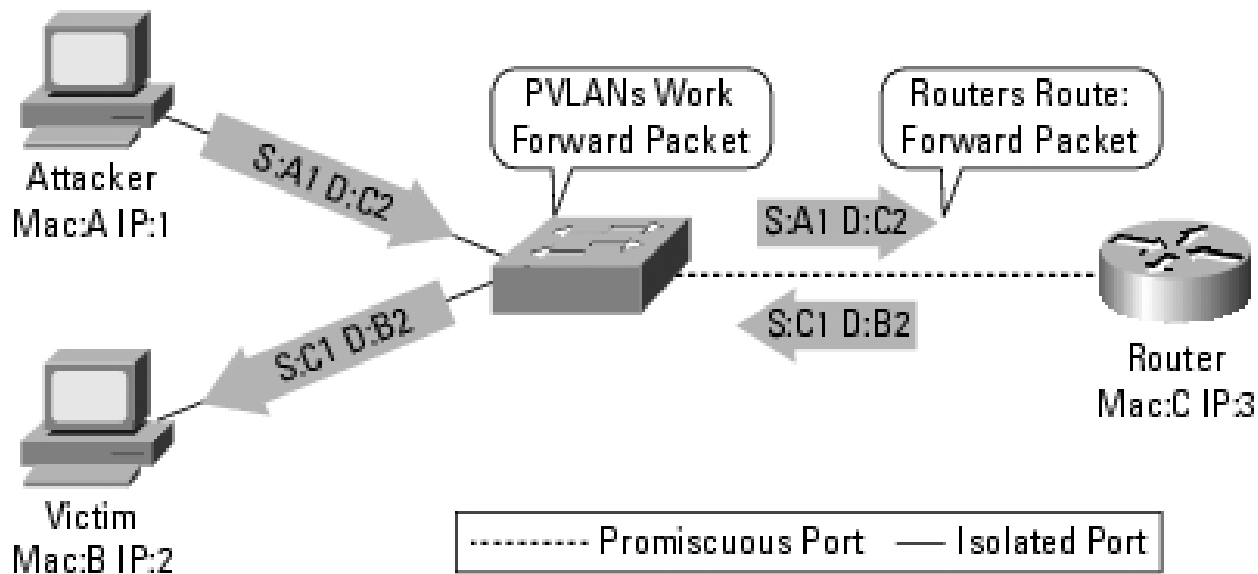 PVLANs Work
Forward Packet
Routers Route:
Forward Packet
Attacker
Mac:A IP:1
S:A1 D:C2
S:A1 D:C2
S:C1 D:B2
S:C1 D:B2
Router
Mac:C IP:3
Victim
Mac:B IP:2
Promiscuous Port
Isolated Port